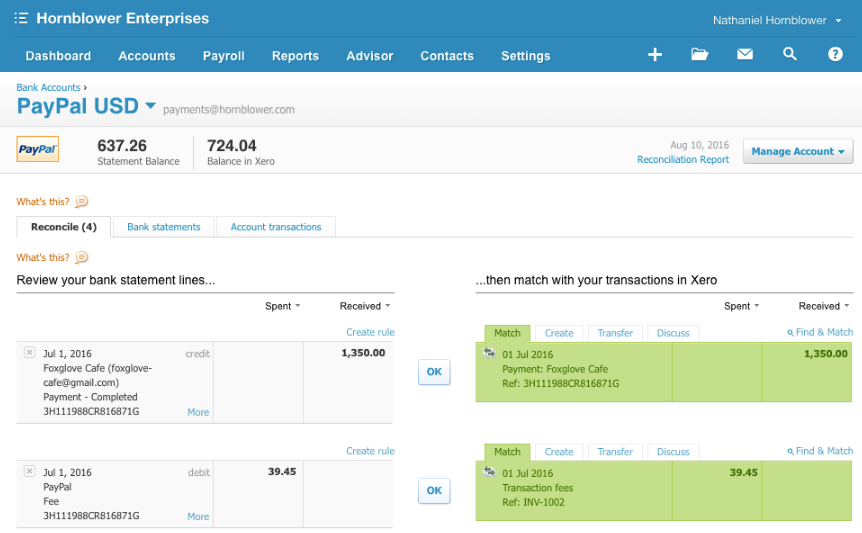 Hornblower Enterprises
Nathaniel Hornblower
Dashboard Accounts Payroll Reports Advisor Contacts Settings
Bank Accounts ›
PayPal USD payments@hornblower.com
PayPal
637.26
Statement Balance
724.04
Balance in Xero
Aug 10, 2016
Reconciliation Report
Manage Account
What's this?
Reconcile (4) Bank statements Account transactions
What's this?
Review your bank statement lines...
...then match with your transactions in Xero
Spent Received
Spent Received
Create rule
Match Create Transfer Discuss Find & Match
Jul 1, 2016 credit 1,350.00
Foxglove Cafe (foxglove-
cafe@gmail.com)
Payment - Completed
3H111988CR816871G More
OK
01 Jul 2016 1,350.00
Payment: Foxglove Cafe
Ref: 3H111988CR816871G
Create rule
Match Create Transfer Discuss Find & Match
Jul 1, 2016 debit 39.45
PayPal
Fee
3H111988CR816871G More
OK
01 Jul 2016 39.45
Transaction fees
Ref: INV-1002